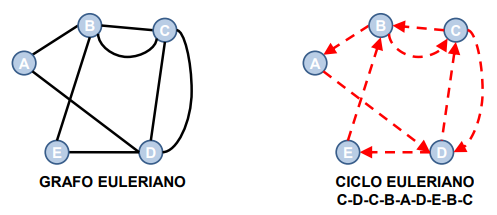 B
C
A
E
D
GRAFO EULERIANO
B
C
A
E
D
CICLO EULERIANO
C-D-C-B-A-D-E-B-C